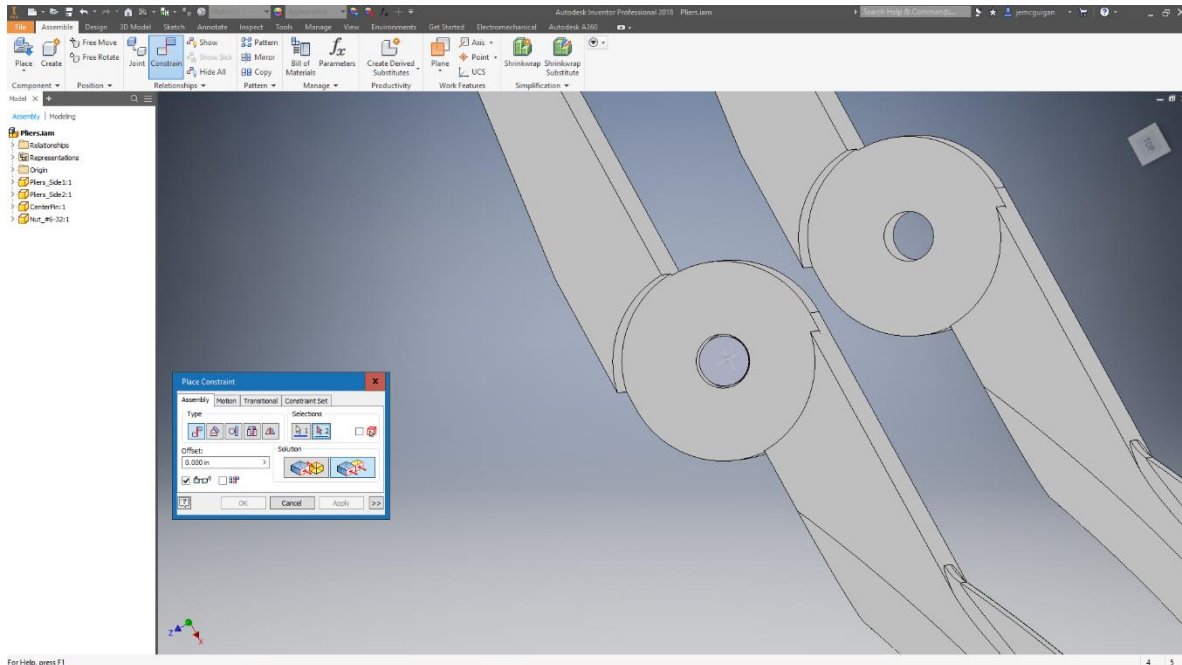 Autodesk Inventor Professional 2018 Pliers.iam
Search Help & Commands...
jemcguigan
File Assemble Design 3D Model Sketch Annotate Inspect Tools Manage View Environments Get Started Electromechanical Autodesk A360
Free Move Show Pattern Axis
Free Rotate Show Sick Mirror Point
Place Create Joint Constrain Hide All Copy Bill of Materials Parameters Create Derived Substitutes Plane UCS Shrinkwrap Shrinkwrap Substitute
Component Position Relationships Pattern Manage Productivity Work Features Simplification
Model
Assembly | Modeling
Pliers.iam
Relationships
Representations
Origin
Pliers_Side1:1
Pliers_Side2:1
CenterPin:1
Nut_#6-32:1
TOP
Place Constraint
Assembly Motion Transitional Constraint Set
Type Selections
1 2
Offset: Solution
0.000 in
OK Cancel Apply >>
Z X
For Help, press F1
4 5